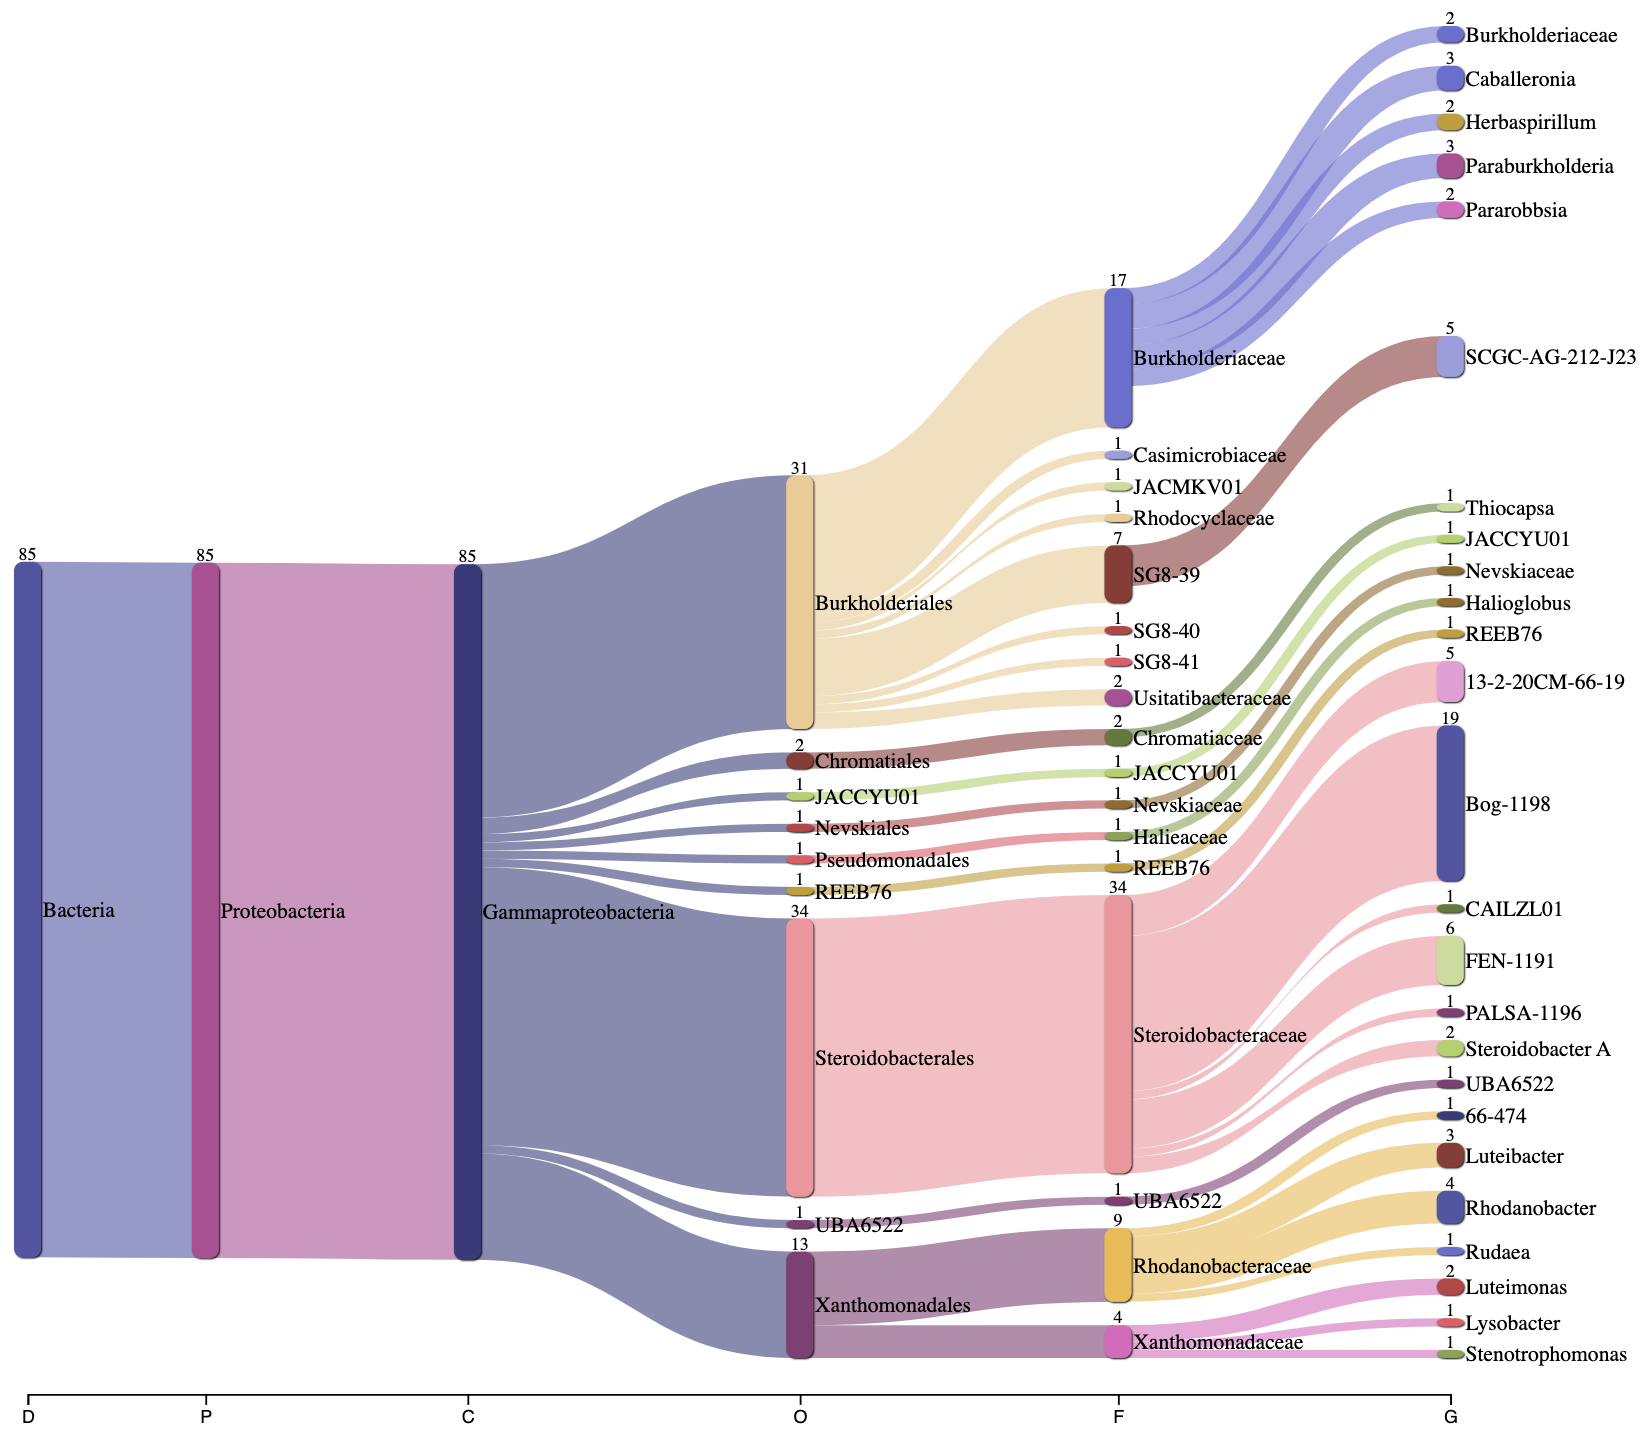 85
Bacteria
85
Proteobacteria
85
Gammaproteobacteria
31
Burkholderiales
2
Chromatiales
1
JACCYU01
1
Nevskiales
1
Pseudomonadales
1
REEB76
34
Steroidobacterales
1
UBA6522
13
Xanthomonadales
17
Burkholderiaceae
1
Casimicrobiaceae
1
JACMKV01
1
Rhodocyclaceae
7
SG8-39
1
SG8-40
1
SG8-41
2
Usitatibacteraceae
2
Chromatiaceae
1
JACCYU01
1
Nevskiaceae
1
Halieaceae
1
REEB76
34
Steroidobacteraceae
1
UBA6522
9
Rhodanobacteraceae
4
Xanthomonadaceae
2
Burkholderiaceae
3
Caballeronia
2
Herbaspirillum
3
Paraburkholderia
2
Pararobbsia
5
SCGC-AG-212-J23
1
Thiocapsa
1
JACCYU01
1
Nevskiaceae
1
Halioglobus
1
REEB76
5
13-2-20CM-66-19
19
Bog-1198
1
CAILZL01
6
FEN-1191
1
PALSA-1196
2
Steroidobacter A
1
UBA6522
1
66-474
3
Luteibacter
4
Rhodanobacter
1
Rudaea
2
Luteimonas
1
Lysobacter
1
Stenotrophomonas
D P C O F G